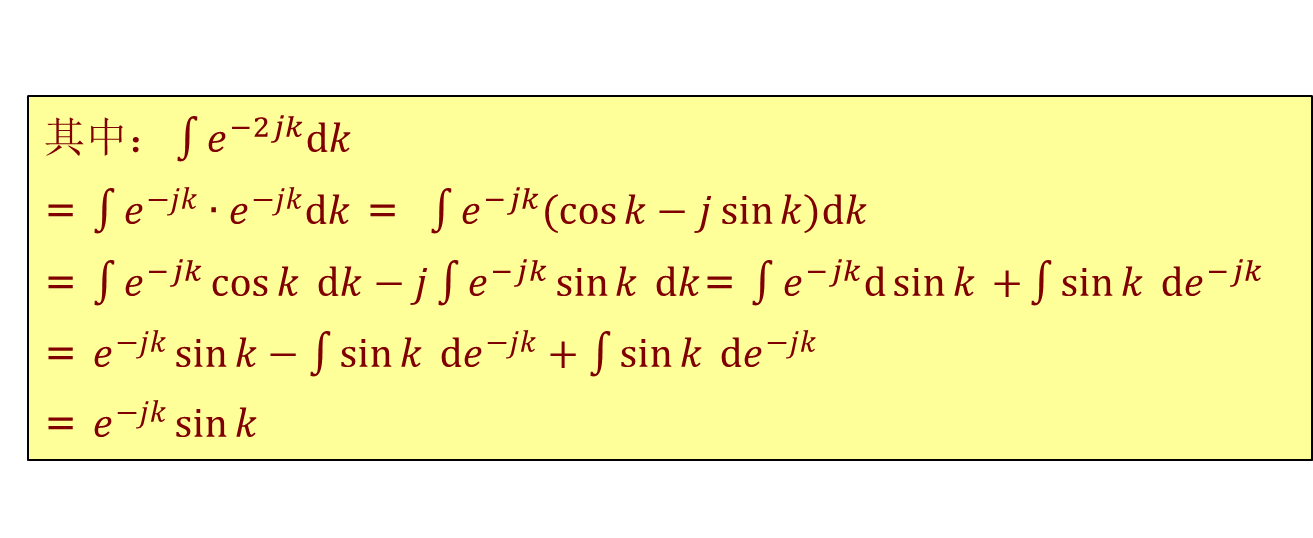 其中： ∫ e^{−2jk}dk
= ∫ e^{−jk} · e^{−jk}dk = ∫ e^{−jk}(cos k − j sin k)dk
= ∫ e^{−jk} cos k dk − j ∫ e^{−jk} sin k dk= ∫ e^{−jk}d sin k + ∫ sin k de^{−jk}
= e^{−jk} sin k − ∫ sin k de^{−jk} + ∫ sin k de^{−jk}
= e^{−jk} sin k